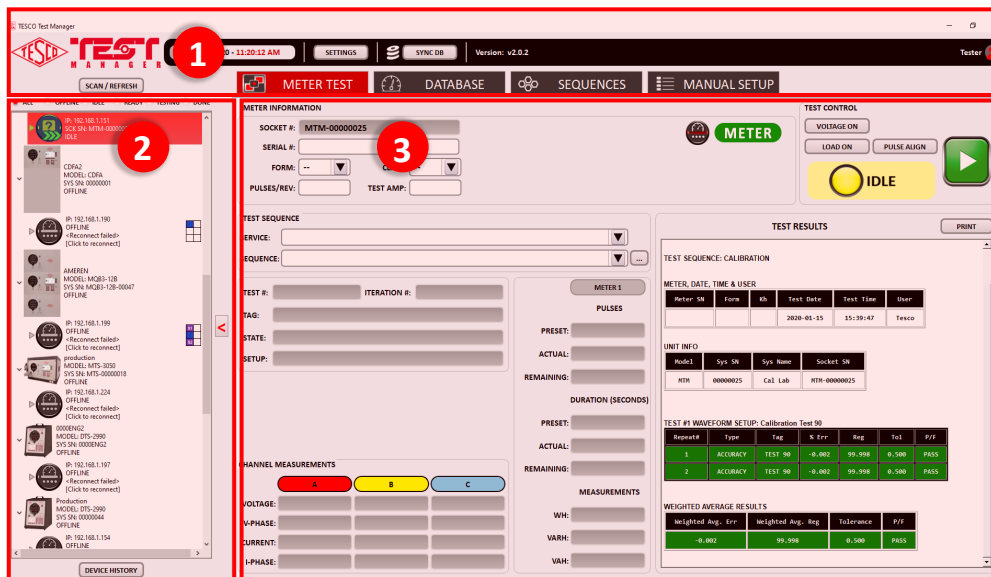 TESCO Test Manager
TESCO TEST
MANAGER
1
0 - 11:20:12 AM
SETTINGS
SYNC DB
Version: v2.0.2
Tester
SCAN / REFRESH
METER TEST
DATABASE
SEQUENCES
MANUAL SETUP
ALL OFFLINE IDLE READY TESTING DONE
IP: 192.168.1.151
SCK SN: MTM-0000002
IDLE
2
CDFA2
MODEL: CDFA
SYS SN: 00000001
OFFLINE
IP: 192.168.1.190
OFFLINE
<Reconnect failed>
[Click to reconnect]
AMEREN
MODEL: MQB3-12B
SYS SN: MQB3-12B-00047
OFFLINE
IP: 192.168.1.199
OFFLINE
<Reconnect failed>
[Click to reconnect]
production
MODEL: MTS-3050
SYS SN: MTS-00000018
OFFLINE
IP: 192.168.1.224
OFFLINE
<Reconnect failed>
[Click to reconnect]
0000ENG2
MODEL: DTS-2990
SYS SN: 0000ENG2
OFFLINE
IP: 192.168.1.197
OFFLINE
<Reconnect failed>
[Click to reconnect]
Production
MODEL: DTS-2990
SYS SN: 00000044
OFFLINE
IP: 192.168.1.154
OFFLINE
DEVICE HISTORY
<
METER INFORMATION
SOCKET #: MTM-00000025
SERIAL #:
3
FORM: --
PULSES/REV:
TEST AMP:
METER
TEST CONTROL
VOLTAGE ON
LOAD ON
PULSE ALIGN
IDLE
TEST SEQUENCE
SERVICE:
SEQUENCE:
...
TEST #:
ITERATION #:
TAG:
STATE:
SETUP:
METER 1
PULSES
PRESET:
ACTUAL:
REMAINING:
DURATION (SECONDS)
PRESET:
ACTUAL:
REMAINING:
MEASUREMENTS
WH:
VARH:
VAH:
CHANNEL MEASUREMENTS
A B C
VOLTAGE:
V-PHASE:
CURRENT:
I-PHASE:
TEST RESULTS
PRINT
TEST SEQUENCE: CALIBRATION
METER, DATE, TIME & USER
Meter SN Form Kh Test Date Test Time User
2020-01-15 15:39:47 Tesco
UNIT INFO
Model Sys SN Sys Name Socket SN
MTM 00000025 Cal Lab MTM-00000025
TEST #1 WAVEFORM SETUP: Calibration Test 90
Repeat# Type Tag % Err Reg Tol P/F
1 ACCURACY TEST 90 -0.002 99.998 0.500 PASS
2 ACCURACY TEST 90 -0.002 99.998 0.500 PASS
WEIGHTED AVERAGE RESULTS
Weighted Avg. Err Weighted Avg. Reg Tolerance P/F
-0.002 99.998 0.500 PASS